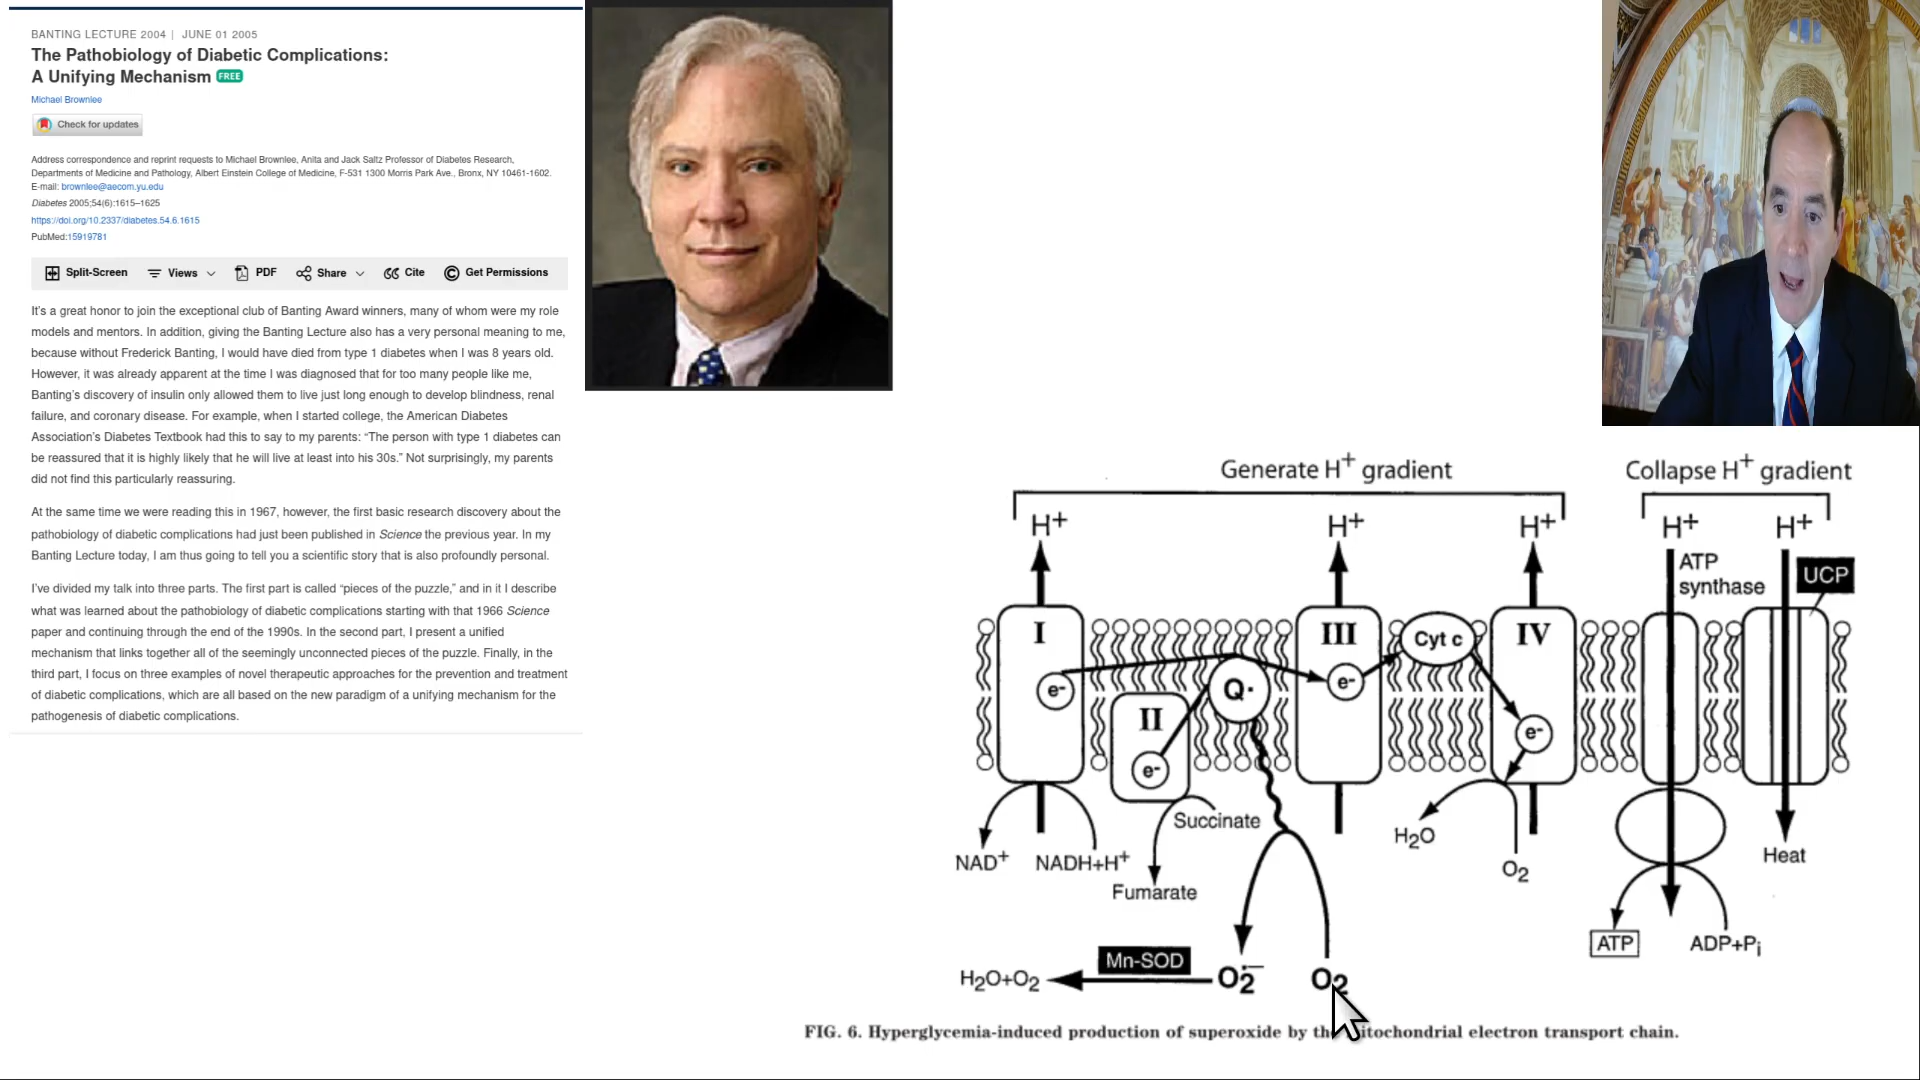 BANTING LECTURE 2004 | JUNE 01 2005
The Pathobiology of Diabetic Complications:
A Unifying Mechanism FREE
Michael Brownlee
Check for updates
Address correspondence and reprint requests to Michael Brownlee, Anita and Jack Saltz Professor of Diabetes Research,
Departments of Medicine and Pathology, Albert Einstein College of Medicine, F-531 1300 Morris Park Ave., Bronx, NY 10461-1602.
E-mail: brownlee@aecom.yu.edu
Diabetes 2005;54(6):1615–1625
https://doi.org/10.2337/diabetes.54.6.1615
PubMed:15919781
Split-Screen Views PDF Share Cite Get Permissions
It's a great honor to join the exceptional club of Banting Award winners, many of whom were my role
models and mentors. In addition, giving the Banting Lecture also has a very personal meaning to me,
because without Frederick Banting, I would have died from type 1 diabetes when I was 8 years old.
However, it was already apparent at the time I was diagnosed that for too many people like me,
Banting's discovery of insulin only allowed them to live just long enough to develop blindness, renal
failure, and coronary disease. For example, when I started college, the American Diabetes
Association's Diabetes Textbook had this to say to my parents: “The person with type 1 diabetes can
be reassured that it is highly likely that he will live at least into his 30s.” Not surprisingly, my parents
did not find this particularly reassuring.
At the same time we were reading this in 1967, however, the first basic research discovery about the
pathobiology of diabetic complications had just been published in Science the previous year. In my
Banting Lecture today, I am thus going to tell you a scientific story that is also profoundly personal.
I've divided my talk into three parts. The first part is called “pieces of the puzzle,” and in it I describe
what was learned about the pathobiology of diabetic complications starting with that 1966 Science
paper and continuing through the end of the 1990s. In the second part, I present a unified
mechanism that links together all of the seemingly unconnected pieces of the puzzle. Finally, in the
third part, I focus on three examples of novel therapeutic approaches for the prevention and treatment
of diabetic complications, which are all based on the new paradigm of a unifying mechanism for the
pathogenesis of diabetic complications.
Generate H+ gradient Collapse H+ gradient
H+ H+ H+ H+ H+
ATP
synthase
UCP
I III Cyt c IV
e- Q· e-
II
e- e-
Succinate
H2O
NAD+ NADH+H+
O2
Heat
Fumarate
ATP ADP+Pi
Mn-SOD
H2O+O2 O2·− O2
FIG. 6. Hyperglycemia-induced production of superoxide by the mitochondrial electron transport chain.